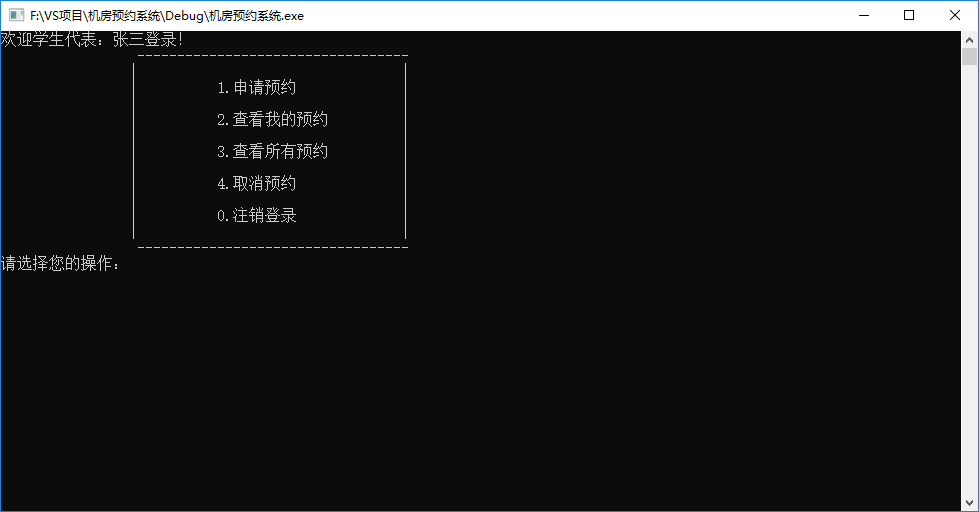 F:\VS项目\机房预约系统\Debug\机房预约系统.exe
欢迎学生代表：张三登录!
----------------------------------
1.申请预约
2.查看我的预约
3.查看所有预约
4.取消预约
0.注销登录
----------------------------------
请选择您的操作：